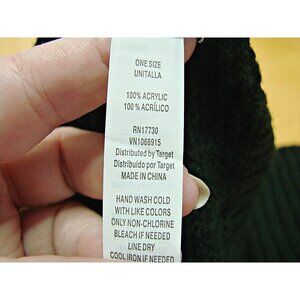 ONE SIZE
UNITALLA
100% ACRYLIC
100% ACRÍLICO
RN17730
VN1068915
Distributed by Target
Distribuido por Target
MADE IN CHINA
HAND WASH COLD
WITH LIKE COLORS
ONLY NON-CHLORINE
BLEACH IF NEEDED
LINE DRY
COOL IRON IF NEEDED